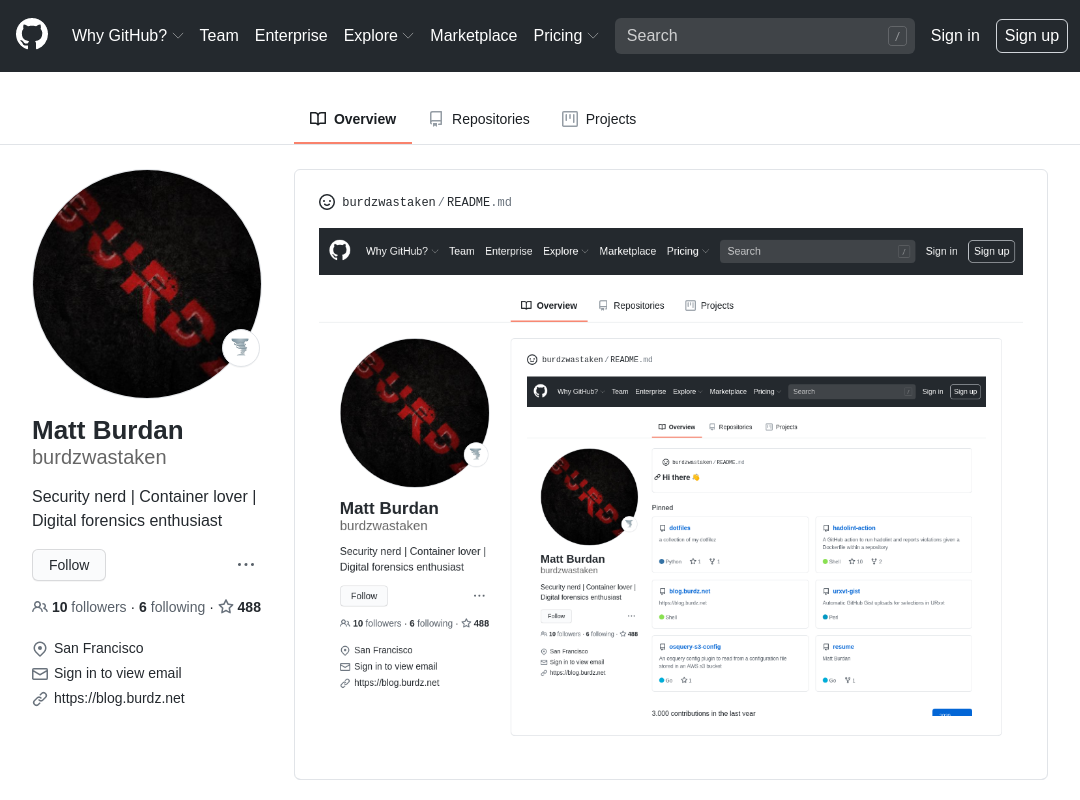 Why GitHub? Team Enterprise Explore Marketplace Pricing Search / Sign in Sign up
Overview Repositories Projects
BURDZ
Matt Burdan
burdzwastaken
Security nerd | Container lover |
Digital forensics enthusiast
Follow ...
10 followers · 6 following · 488
San Francisco
Sign in to view email
https://blog.burdz.net
burdzwastaken/README.md
Why GitHub? Team Enterprise Explore Marketplace Pricing Search / Sign in Sign up
Overview Repositories Projects
Matt Burdan
burdzwastaken
Security nerd | Container lover |
Digital forensics enthusiast
Follow ...
10 followers · 6 following · 488
San Francisco
Sign in to view email
https://blog.burdz.net
burdzwastaken/README.md
Why GitHub? Team Enterprise Explore Marketplace Pricing Search / Sign in Sign up
Overview Repositories Projects
Matt Burdan
burdzwastaken
Security nerd | Container lover |
Digital forensics enthusiast
Follow ...
10 followers · 6 following · 488
San Francisco
Sign in to view email
https://blog.burdz.net
burdzwastaken/README.md
Hi there 👋
Pinned
dotfiles
a collection of my dotfiles
Python 1 1
hadolint-action
A GitHub action to run hadolint and reports violations given a
Dockerfile within a repository
Shell 10 2
blog.burdz.net
https://blog.burdz.net
Shell
urxvt-gist
Automatic GitHub Gist uploads for selections in URxvt
Perl
osquery-s3-config
An osquery config plugin to read from a configuration file
stored in an AWS s3 bucket
Go 1
resume
Matt Burdan
Go 1
3,000 contributions in the last year